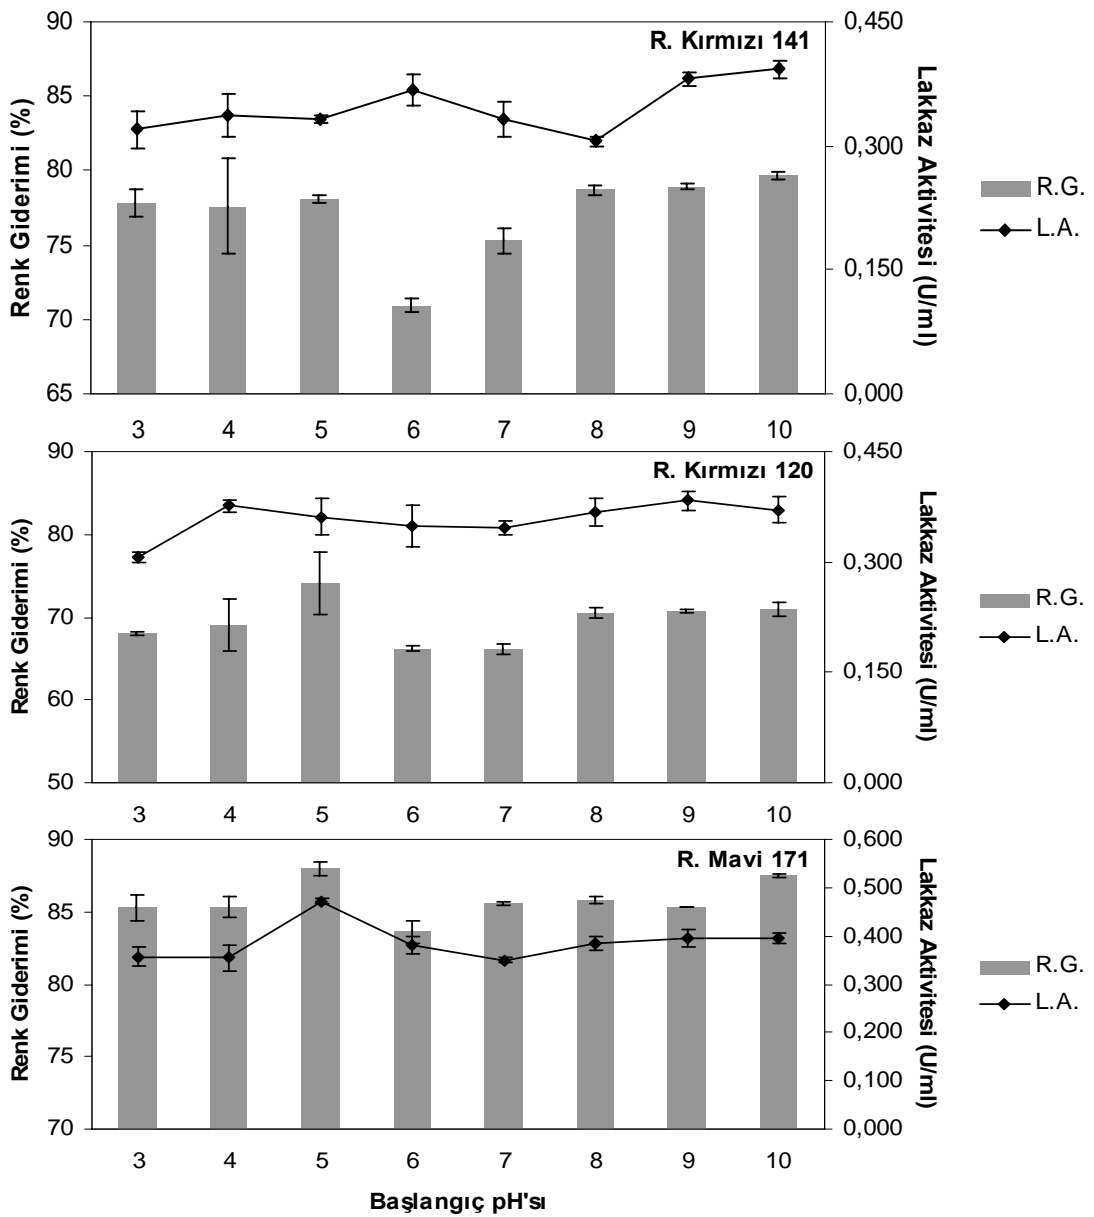 R. Kırmızı 141
Renk Giderimi (%)
90
85
80
75
70
65
0,450
0,300
0,150
0,000
Lakkaz Aktivitesi (U/ml)
3 4 5 6 7 8 9 10
R.G.
L.A.
R. Kırmızı 120
Renk Giderimi (%)
90
80
70
60
50
0,450
0,300
0,150
0,000
Lakkaz Aktivitesi (U/ml)
3 4 5 6 7 8 9 10
R.G.
L.A.
R. Mavi 171
Renk Giderimi (%)
90
85
80
75
70
0,600
0,500
0,400
0,300
0,200
0,100
0,000
Lakkaz Aktivitesi (U/ml)
3 4 5 6 7 8 9 10
R.G.
L.A.
Başlangıç pH'sı